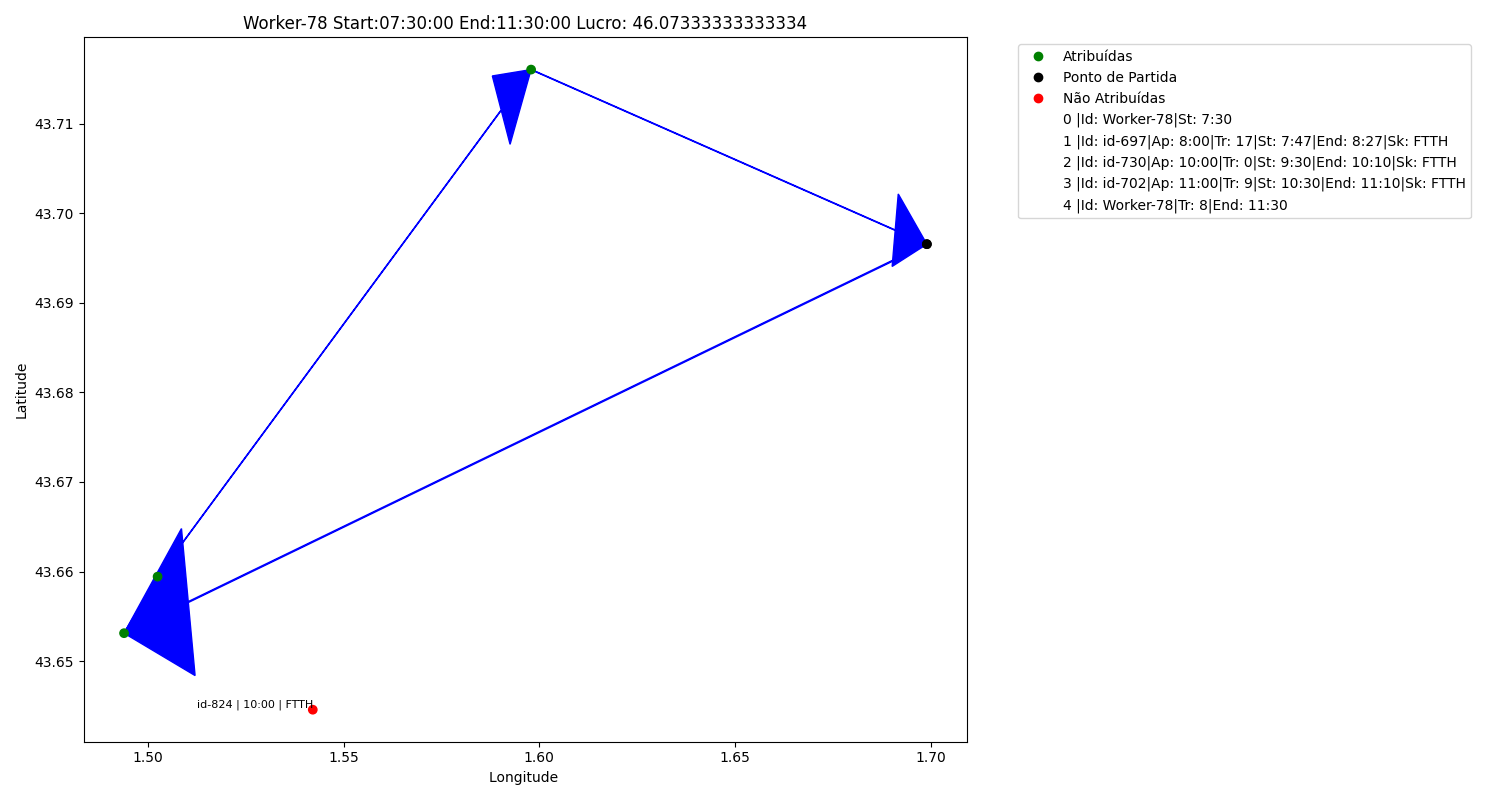 Worker-78 Start:07:30:00 End:11:30:00 Lucro: 46.07333333333334
Atribuídas
Ponto de Partida
Não Atribuídas
0 |Id: Worker-78|St: 7:30
1 |Id: id-697|Ap: 8:00|Tr: 17|St: 7:47|End: 8:27|Sk: FTTH
2 |Id: id-730|Ap: 10:00|Tr: 0|St: 9:30|End: 10:10|Sk: FTTH
3 |Id: id-702|Ap: 11:00|Tr: 9|St: 10:30|End: 11:10|Sk: FTTH
4 |Id: Worker-78|Tr: 8|End: 11:30
43.71
43.70
43.69
43.68
43.67
43.66
43.65
Latitude
id-824 | 10:00 | FTTH
1.50
1.55
1.60
1.65
1.70
Longitude